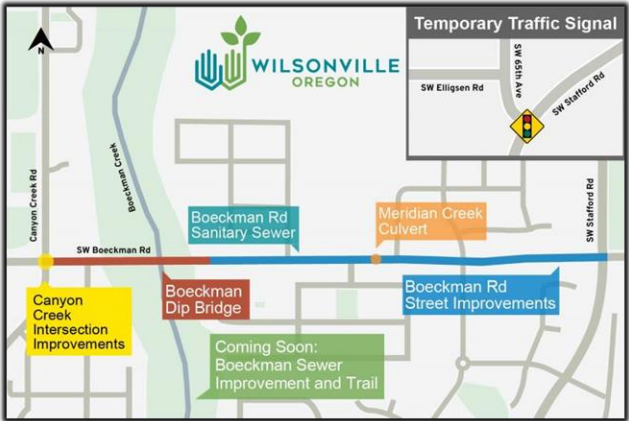 Temporary Traffic Signal
SW 65th Ave
SW Elligsen Rd
SW Stafford Rd
N
WILSONVILLE
OREGON
Canyon Creek Rd
Boeckman Creek
SW Stafford Rd
Boeckman Rd
Sanitary Sewer
Meridian Creek
Culvert
SW Boeckman Rd
Canyon
Creek
Intersection
Improvements
Boeckman
Dip Bridge
Boeckman Rd
Street Improvements
Coming Soon:
Boeckman Sewer
Improvement and Trail